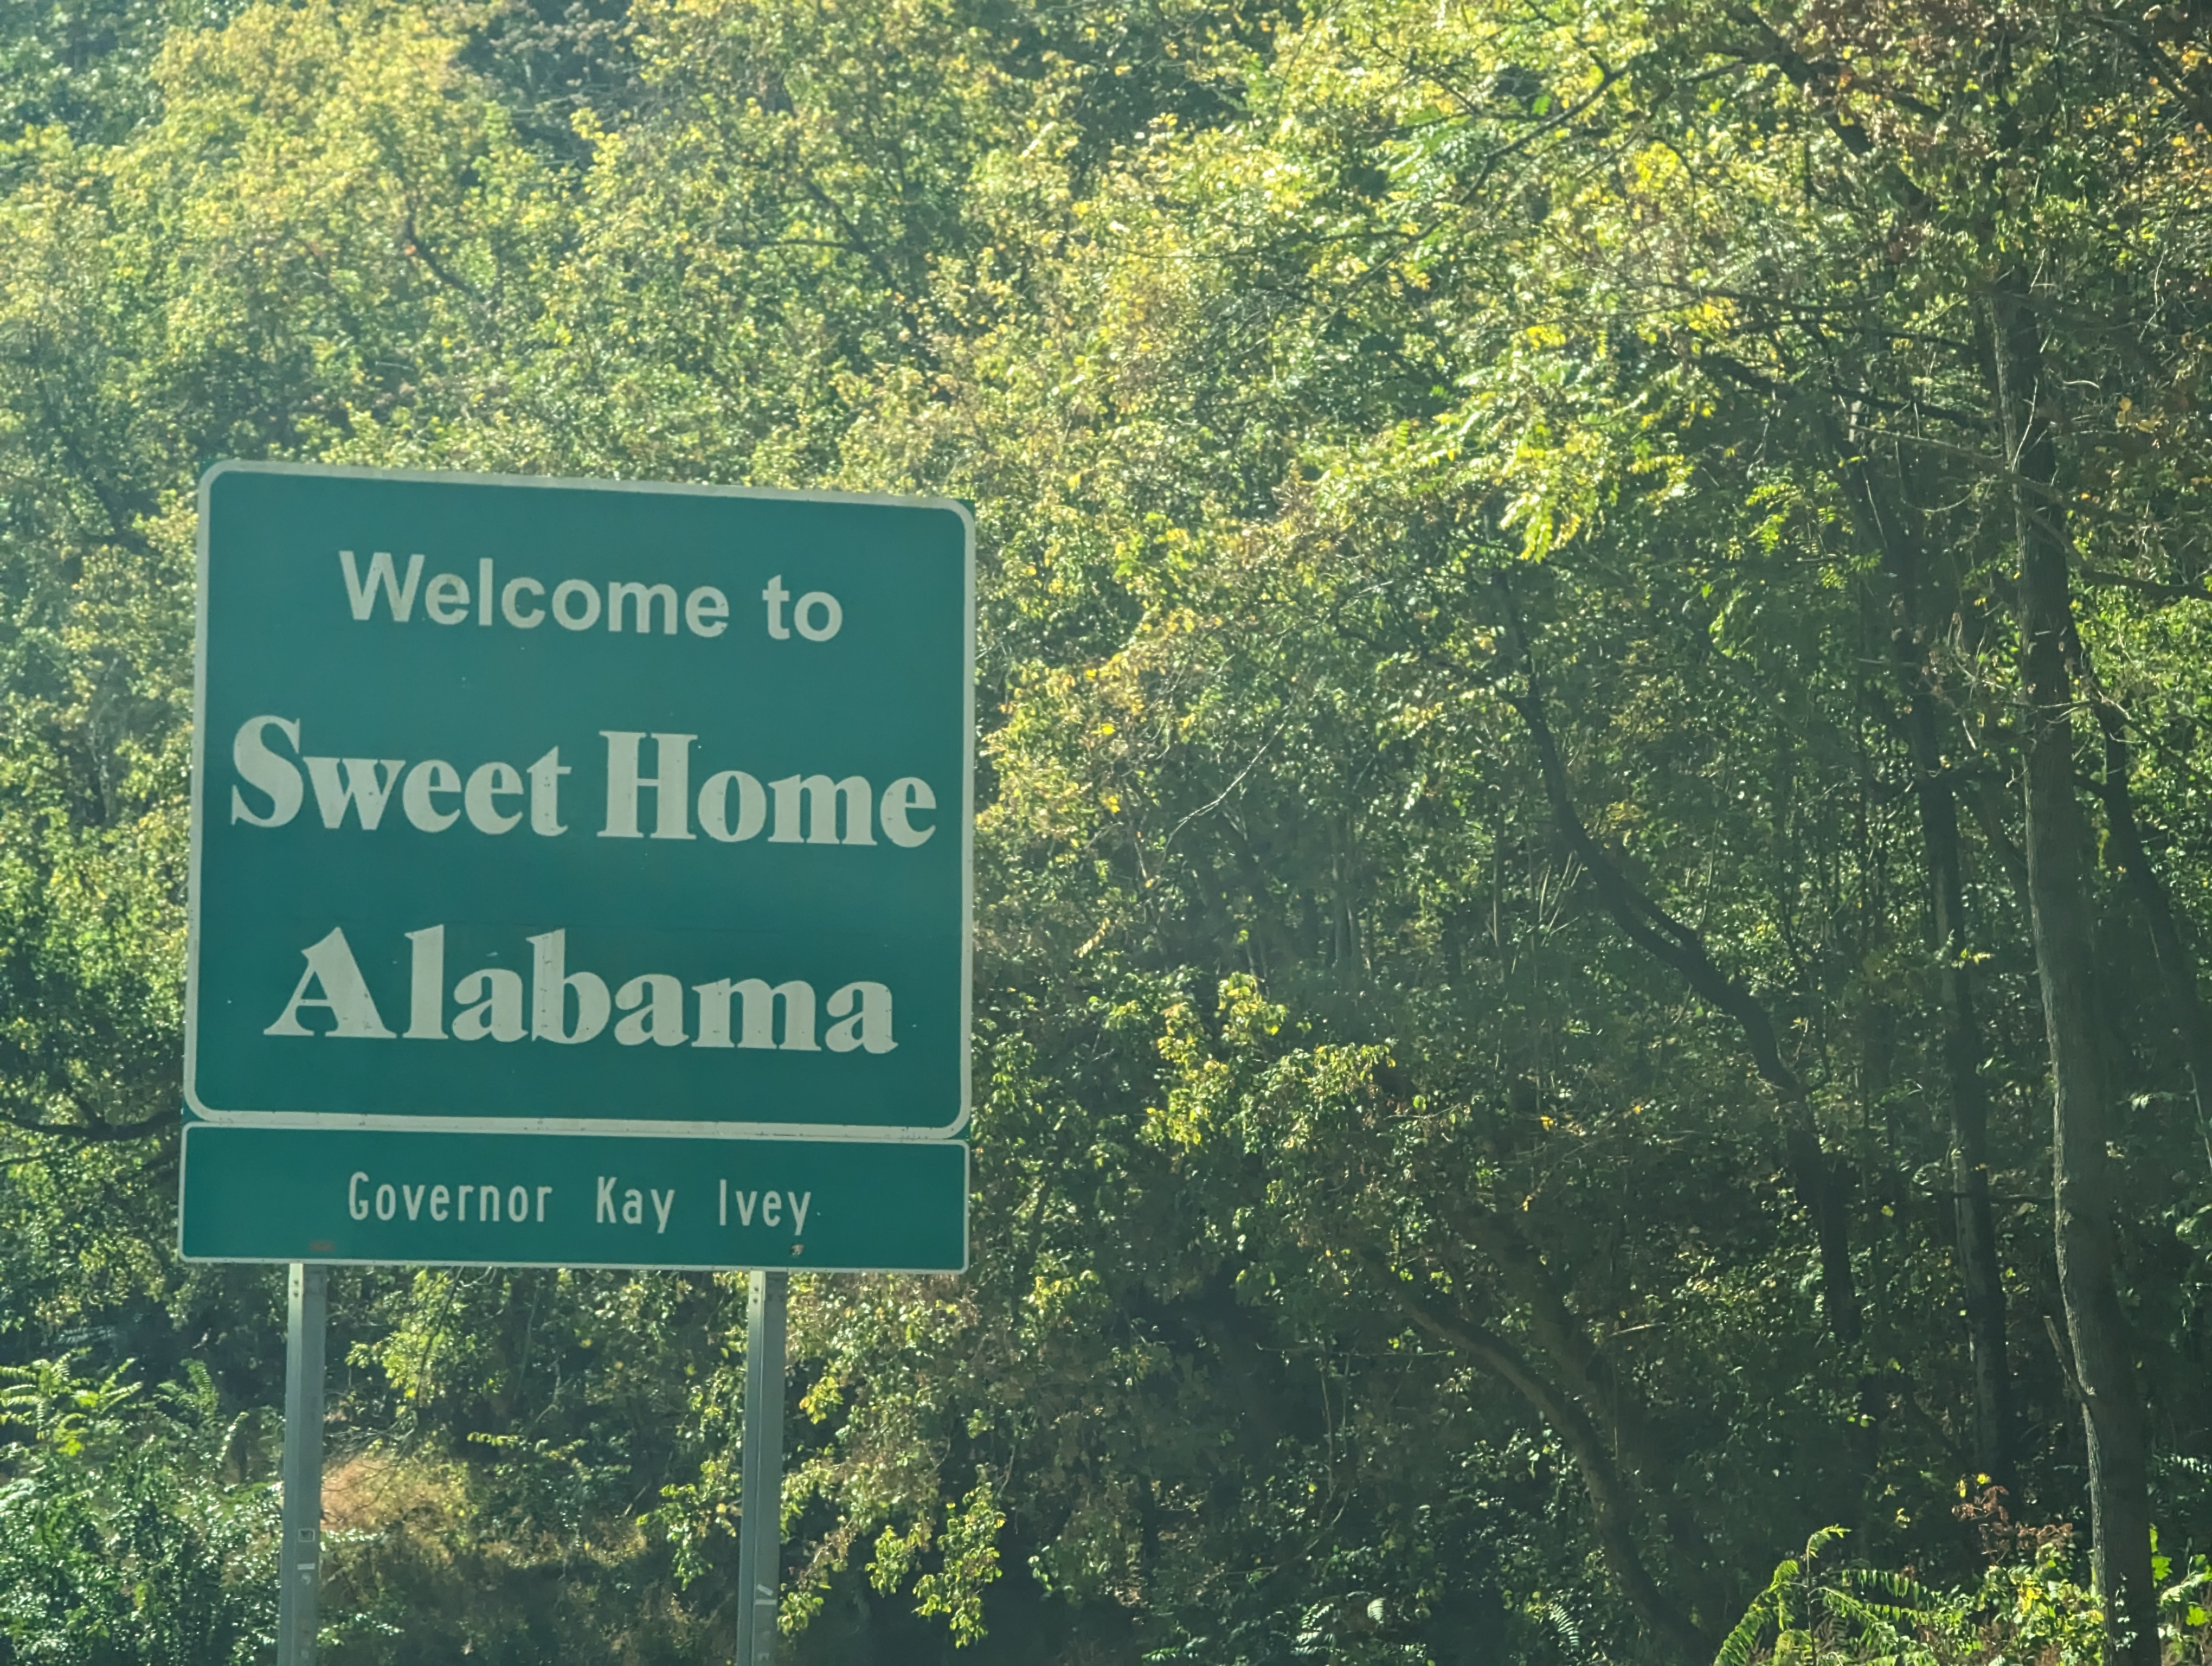 Welcome to
Sweet Home
Alabama
Governor Kay Ivey